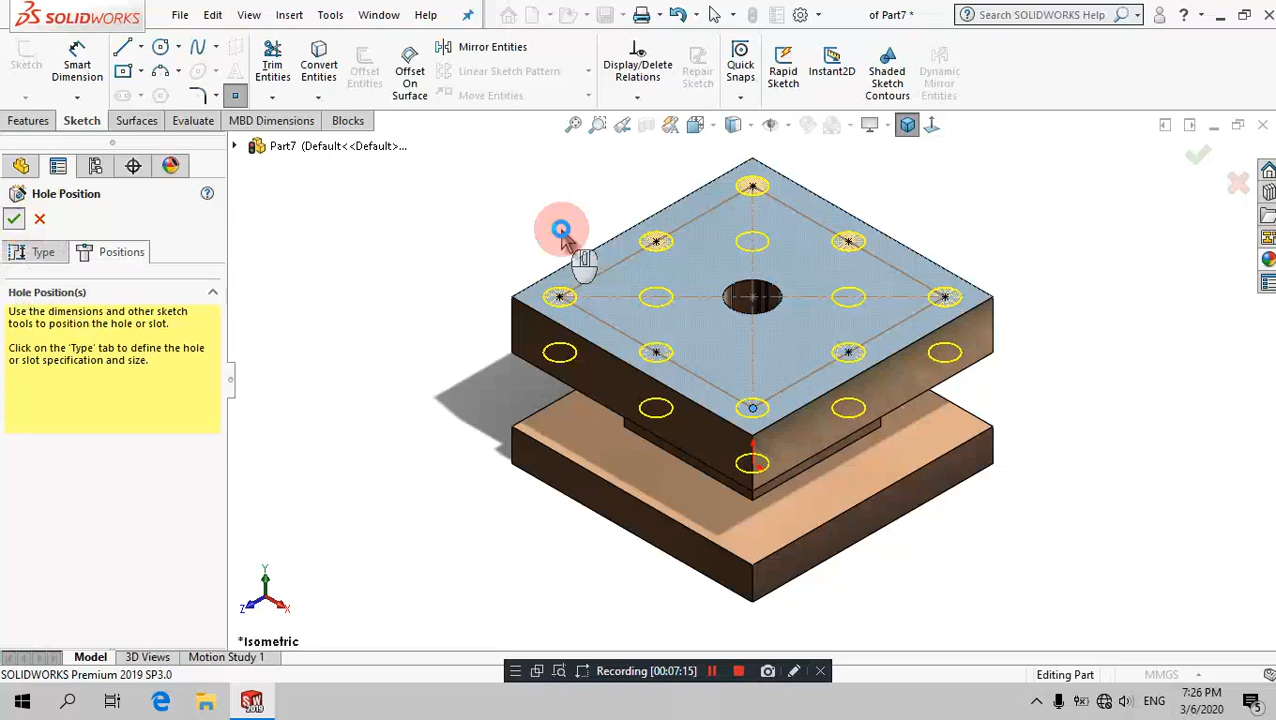 SOLIDWORKS File Edit View Insert Tools Window Help of Part7 * Search SOLIDWORKS Help
Sketch Smart Dimension Trim Entities Convert Entities Offset Entities Offset On Surface Mirror Entities Linear Sketch Pattern Move Entities Display/Delete Relations Repair Sketch Quick Snaps Rapid Sketch Instant2D Shaded Sketch Contours Dynamic Mirror Entities
Features Sketch Surfaces Evaluate MBD Dimensions Blocks
Part7 (Default<<Default>...
Hole Position
Type Positions
Hole Position(s)
Use the dimensions and other sketch
tools to position the hole or slot.
Click on the 'Type' tab to define the hole
or slot specification and size.
Y
Z X
*Isometric
Model 3D Views Motion Study 1
Recording [00:07:15]
SOLIDWORKS Premium 2019 SP3.0 Editing Part MMGS
SW 2019 ENG 7:26 PM
3/6/2020 5